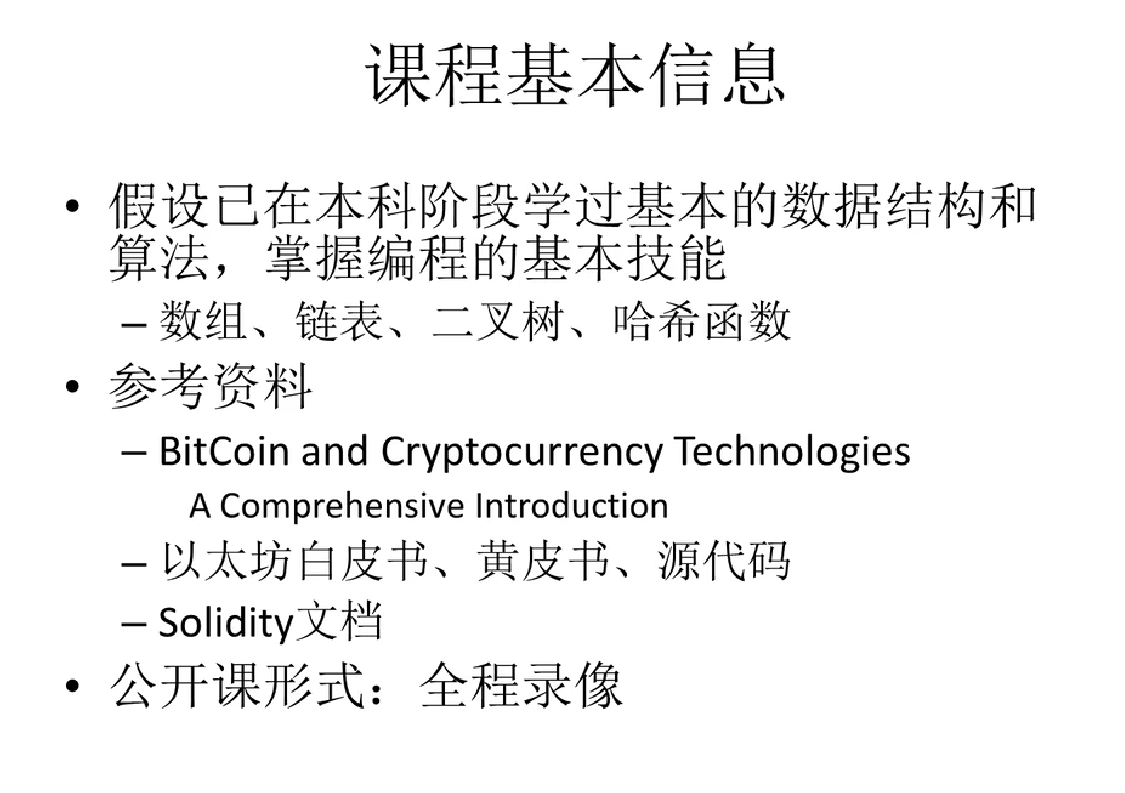 课程基本信息
• 假设已在本科阶段学过基本的数据结构和
算法，掌握编程的基本技能
– 数组、链表、二叉树、哈希函数
• 参考资料
– BitCoin and Cryptocurrency Technologies
A Comprehensive Introduction
– 以太坊白皮书、黄皮书、源代码
– Solidity文档
• 公开课形式：全程录像